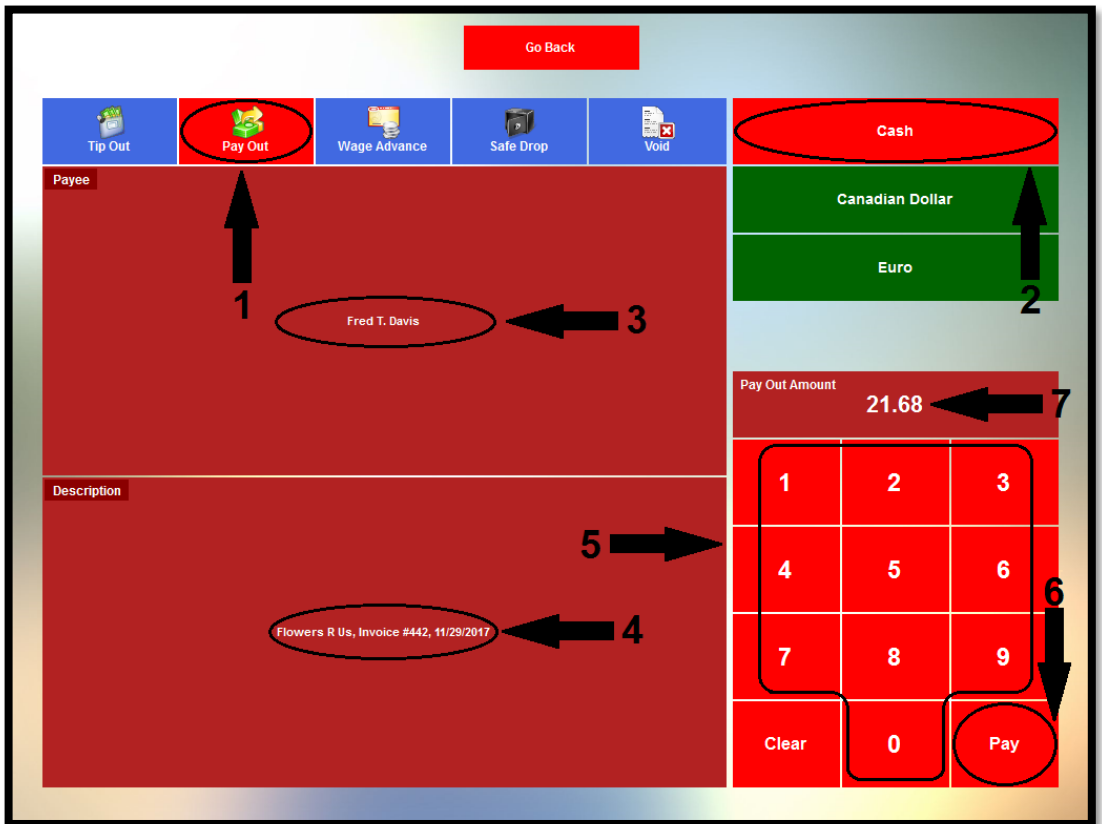 Go Back
Tip Out
Pay Out
Wage Advance
Safe Drop
Void
Cash
Payee
Canadian Dollar
Euro
1
2
Fred T. Davis
3
Pay Out Amount
21.68
7
Description
1
2
3
5
4
5
6
6
Flowers R Us, Invoice #442, 11/29/2017
4
7
8
9
Clear
0
Pay